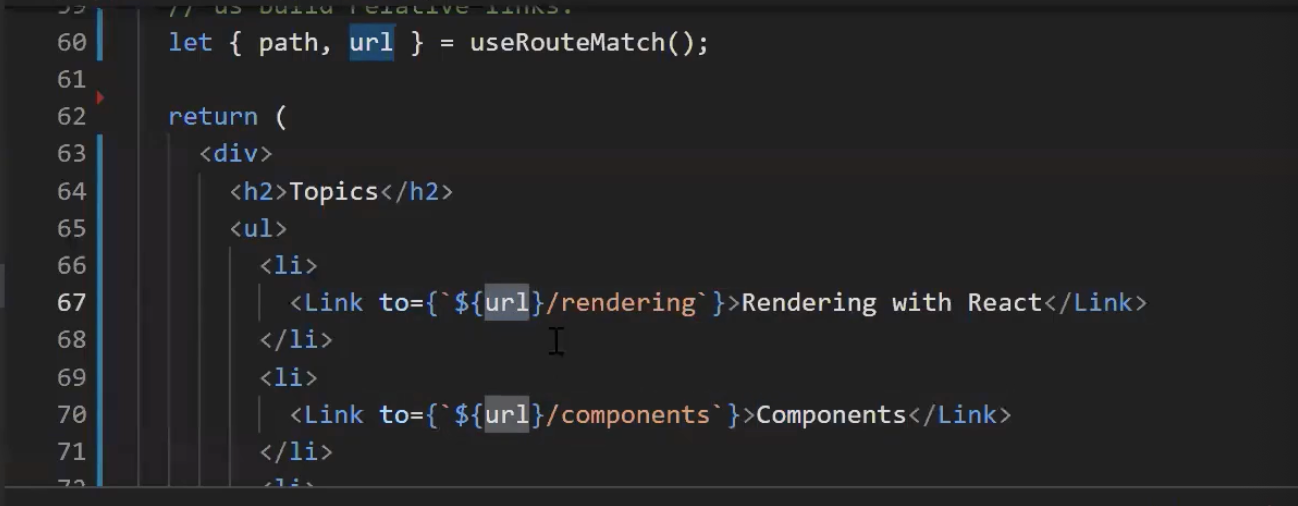 59 // us build relative links.
60 let { path, url } = useRouteMatch();
61
62 return (
63 <div>
64 <h2>Topics</h2>
65 <ul>
66 <li>
67 <Link to={`${url}/rendering`}>Rendering with React</Link>
68 </li>
69 <li>
70 <Link to={`${url}/components`}>Components</Link>
71 </li>
72 <li>